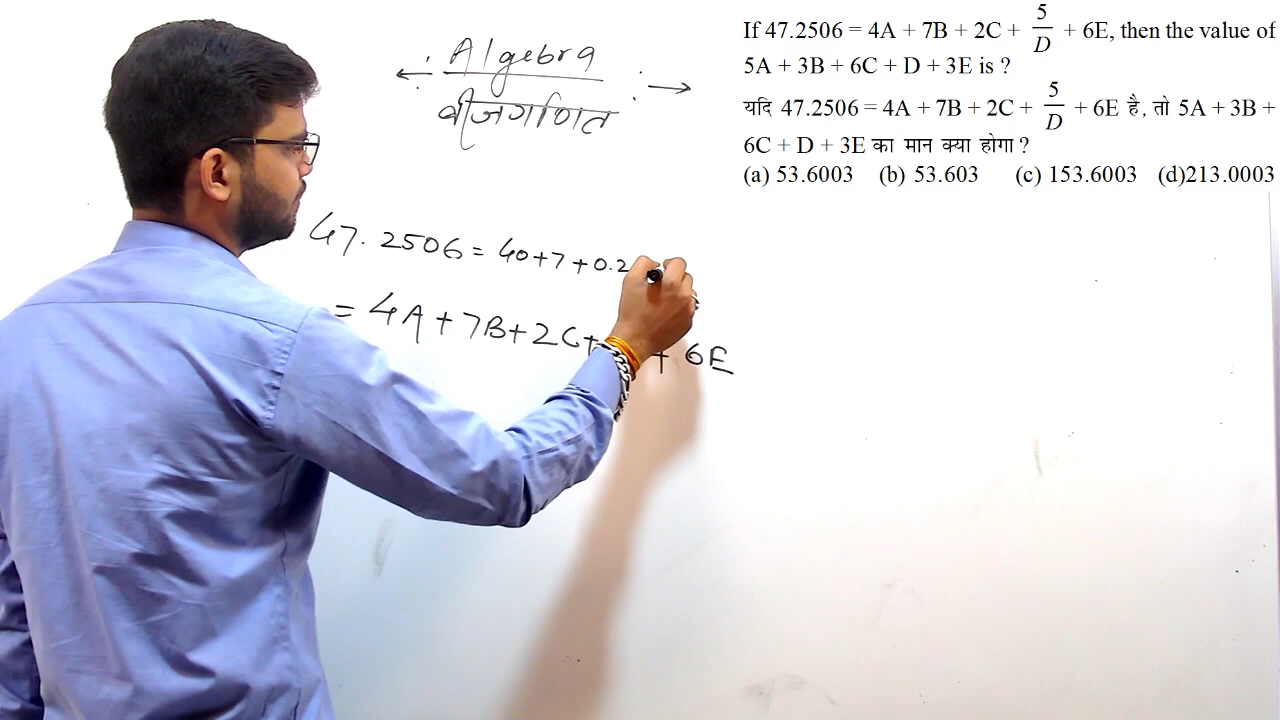 Algebra
बीजगणित
If 47.2506 = 4A + 7B + 2C + 5/D + 6E, then the value of
5A + 3B + 6C + D + 3E is ?
यदि 47.2506 = 4A + 7B + 2C + 5/D + 6E है, तो 5A + 3B +
6C + D + 3E का मान क्या होगा ?
(a) 53.6003 (b) 53.603 (c) 153.6003 (d)213.0003
47.2506 = 40+7+0.2
= 4A+7B+2C+ + 6E